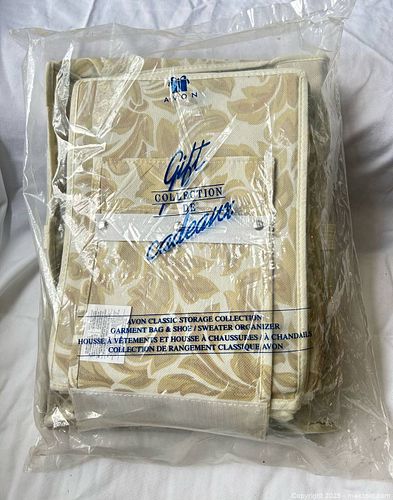 AVON
Gift
COLLECTION
DE
cadeaux
AVON CLASSIC STORAGE COLLECTION
GARMENT BAG & SHOE / SWEATER ORGANIZER
HOUSSE À VÊTEMENTS ET HOUSSE À CHAUSSURES / À CHANDAILS
COLLECTION DE RANGEMENT CLASSIQUE AVON